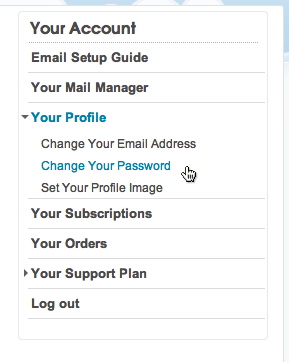 Your Account
Email Setup Guide
Your Mail Manager
Your Profile
Change Your Email Address
Change Your Password
Set Your Profile Image
Your Subscriptions
Your Orders
Your Support Plan
Log out